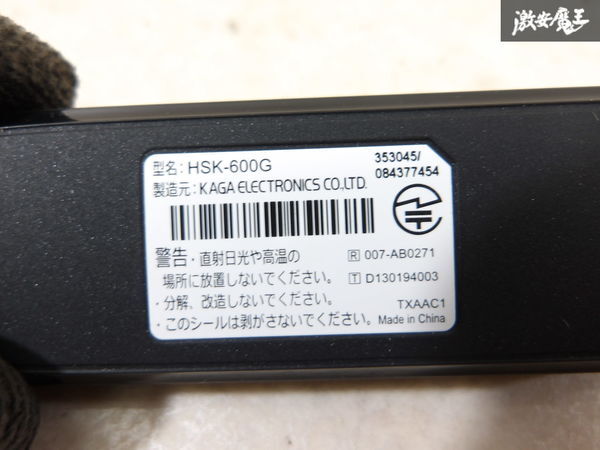 激安魔王
型名：HSK-600G
353045/
084377454
製造元：KAGA ELECTRONICS CO.,LTD.
警告・直射日光や高温の
場所に放置しないでください。
・分解、改造しないでください。
・このシールは剥がさないでください。
R 007-AB0271
T D130194003
TXAAC1
Made in China